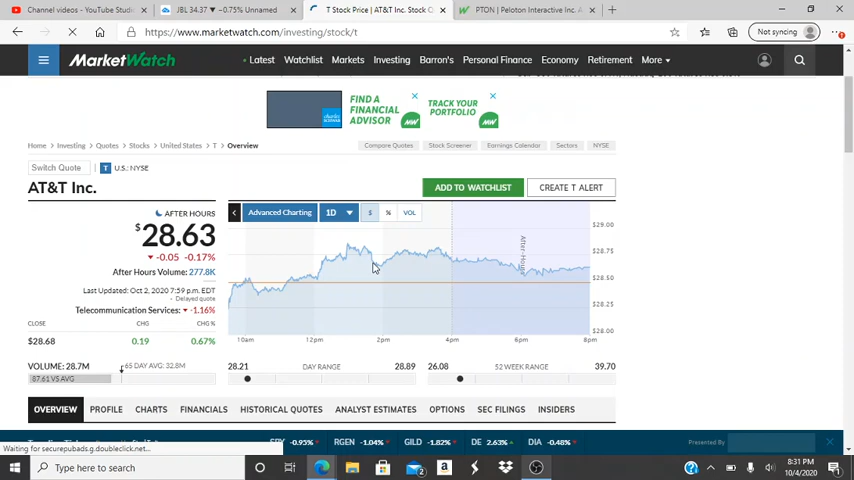 Channel videos - YouTube Studi
JBL 34.37 ▼ −0.75% Unnamed
T Stock Price | AT&T Inc. Stock Q
PTON | Peloton Interactive Inc. A
https://www.marketwatch.com/investing/stock/t
Not syncing
MarketWatch
Latest Watchlist Markets Investing Barron's Personal Finance Economy Retirement More
charles SCHWAB
FIND A
FINANCIAL
ADVISOR
TRACK YOUR
PORTFOLIO
Home Investing Quotes Stocks United States T Overview
Compare Quotes Stock Screener Earnings Calendar Sectors NYSE
Switch Quote T U.S.: NYSE
AT&T Inc.
ADD TO WATCHLIST CREATE T ALERT
AFTER HOURS
$28.63
-0.05 -0.17%
After Hours Volume: 277.8K
Last Updated: Oct 2, 2020 7:59 p.m. EDT
Delayed quote
Telecommunication Services: -1.16%
CLOSE CHG CHG %
$28.68 0.19 0.67%
Advanced Charting 1D $ % VOL
$29.00
$28.75
$28.50
$28.25
$28.00
After-Hours
10am 12pm 2pm 4pm 6pm 8pm
VOLUME: 28.7M 65 DAY AVG: 32.8M
87.61 VS AVG
28.21 DAY RANGE 28.89
26.08 52 WEEK RANGE 39.70
OVERVIEW PROFILE CHARTS FINANCIALS HISTORICAL QUOTES ANALYST ESTIMATES OPTIONS SEC FILINGS INSIDERS
-0.95% RGEN -1.04% GILD -1.82% DE 2.63% DIA -0.48%
Presented By
Waiting for securepubads.g.doubleclick.net...
Type here to search
8:31 PM
10/4/2020